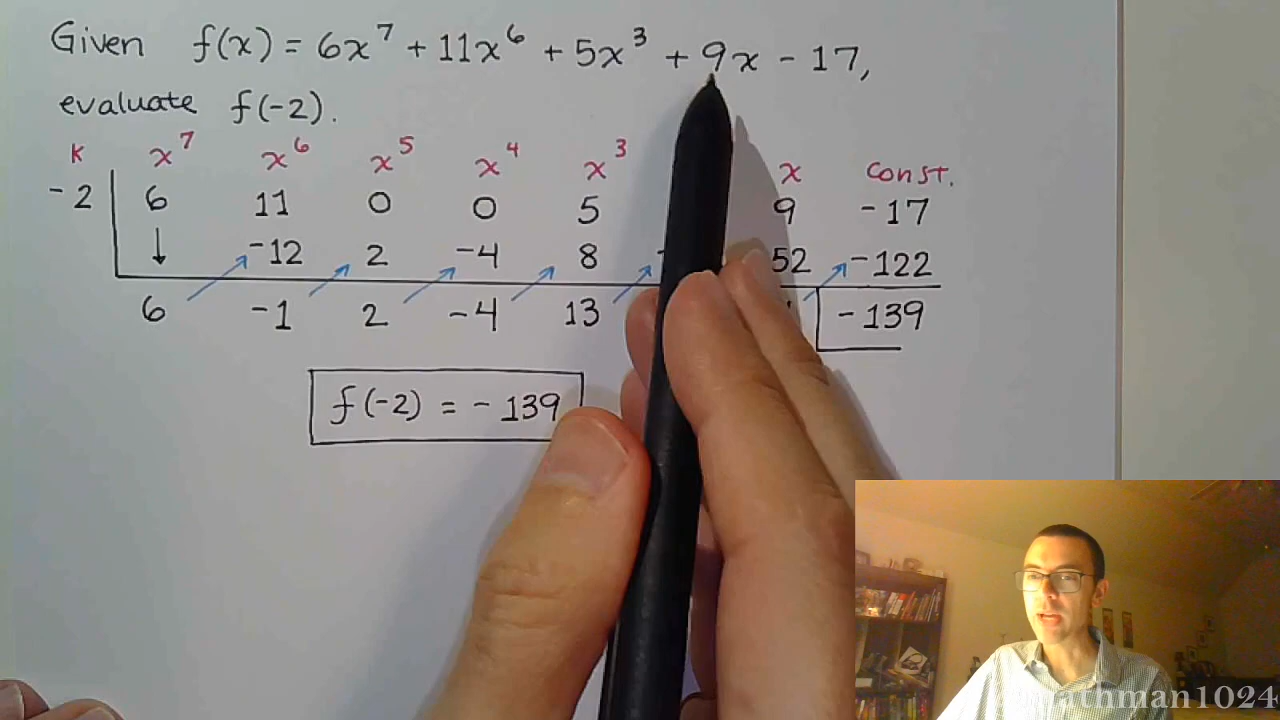 Given f(x) = 6x⁷ + 11x⁶ + 5x³ + 9x - 17,
evaluate f(-2).
K x⁷ x⁶ x⁵ x⁴ x³ x const.
-2 6 11 0 0 5 9 -17
↓ -12 2 -4 8 52 -122
6 -1 2 -4 13 -139
f(-2) = - 139
mathman1024